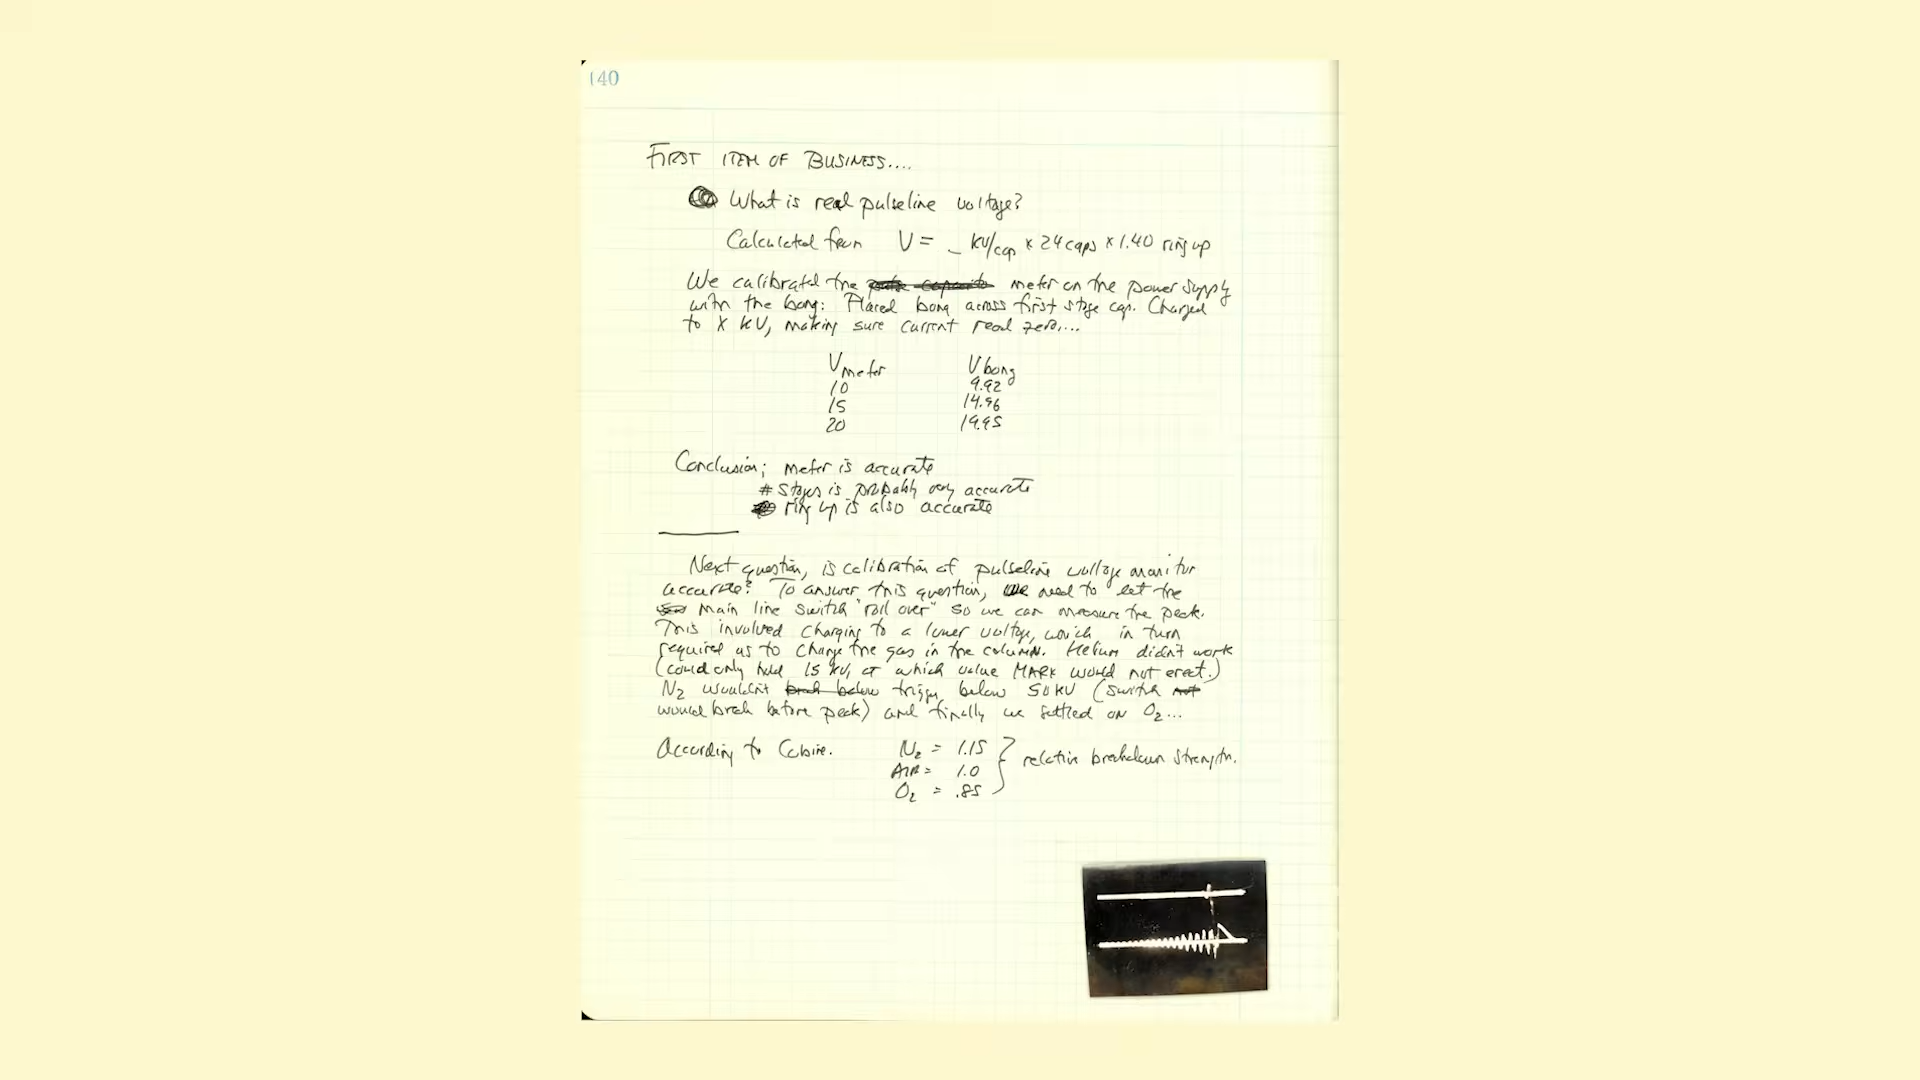 140
FIRST ITEM OF BUSINESS....
What is real pulseline voltage?
Calculated from V = _ kV/cap x 24 caps x 1.40 ring up
We calibrated the meter on the power supply
with the bong: Placed bong across first stage cap. Charged
to X kV, making sure current read zero....
V meter V bong
10 9.92
15 14.96
20 19.95
Conclusion; meter is accurate
# stages is probably very accurate
ring up is also accurate
Next question, is calibration of pulseline voltage monitor
accurate? To answer this question, we need to let the
main line switch "roll over" so we can measure the peak.
This involved charging to a lower voltage, which in turn
required us to change the gas in the column. Helium didn't work
(could only hold 15 kV, at which value MARX would not erect.)
N2 wouldn't trigger below 50 kV (switch
would break before peak) and finally we settled on O2...
According to Cobine. N2 = 1.15
AIR = 1.0 relative breakdown strength.
O2 = .85